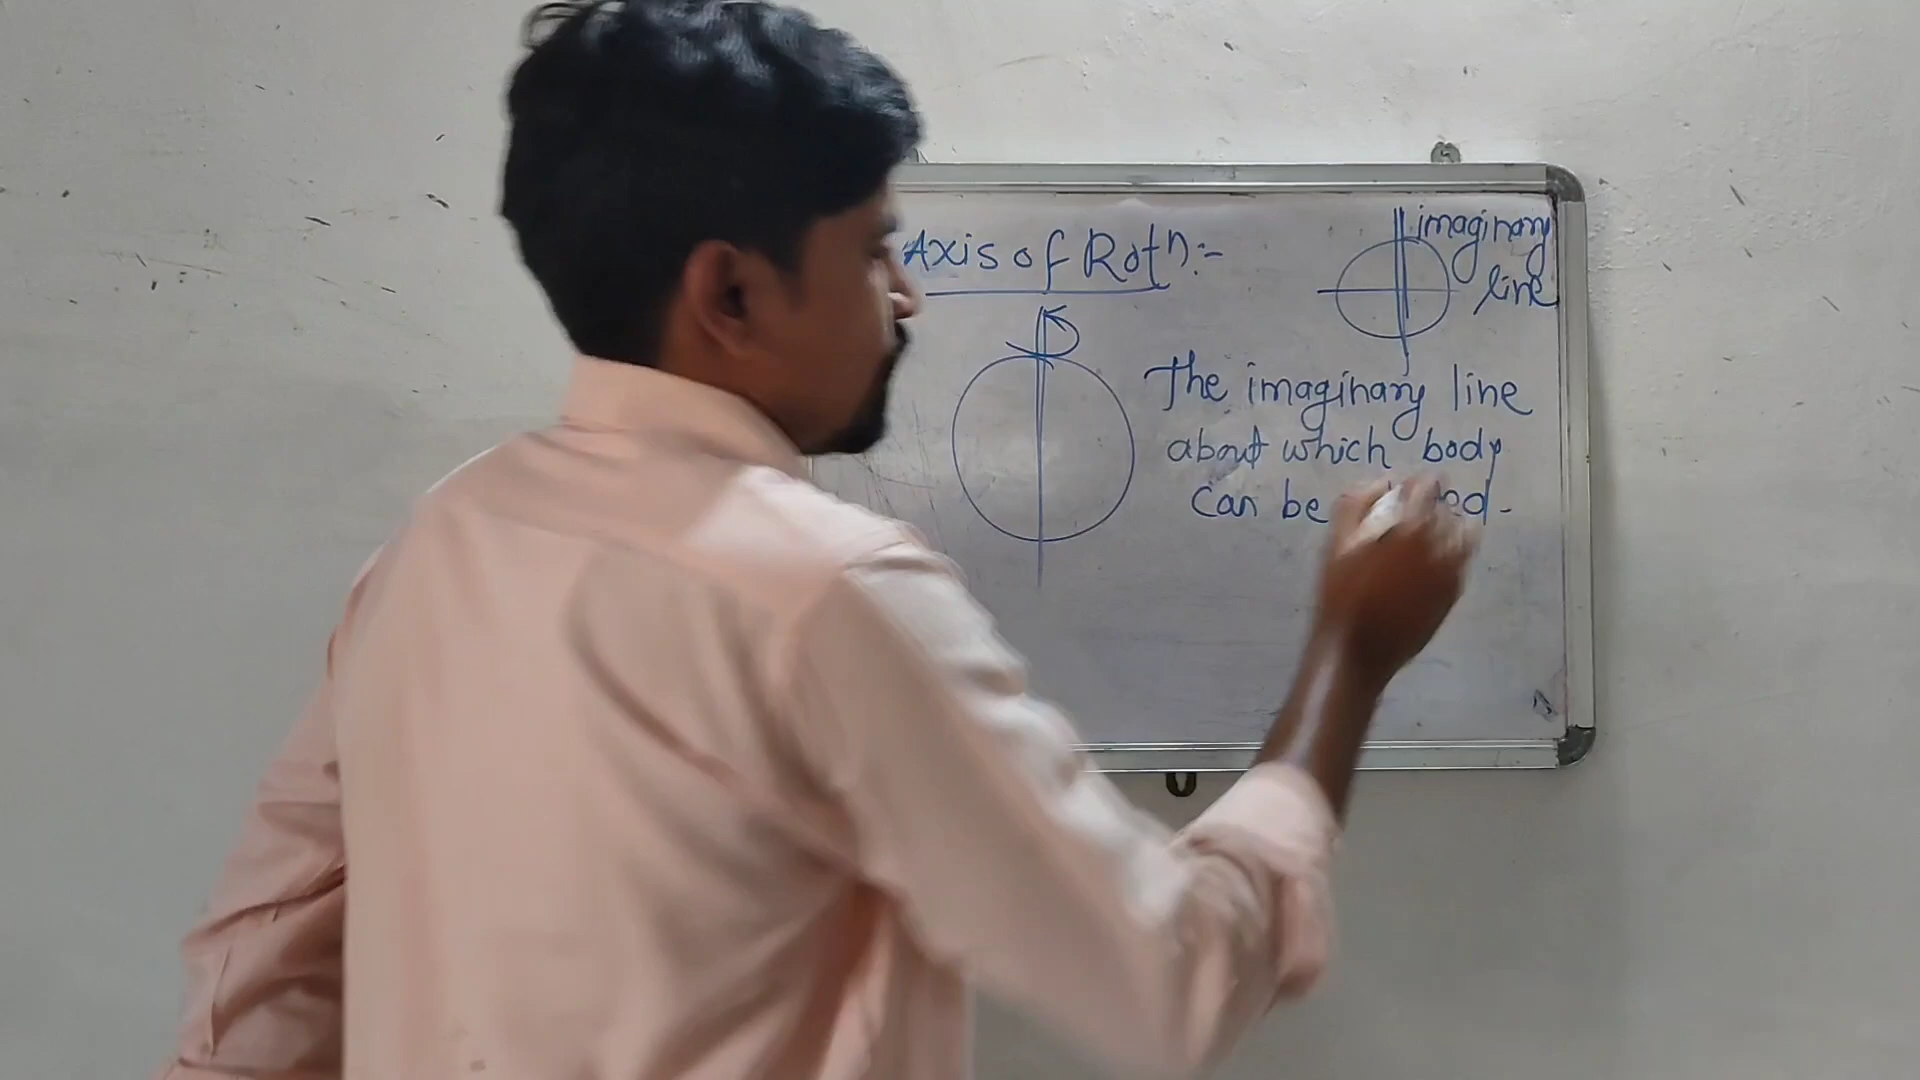 Axis of Rotn:-
imaginary
line
The imaginary line
about which body
can be